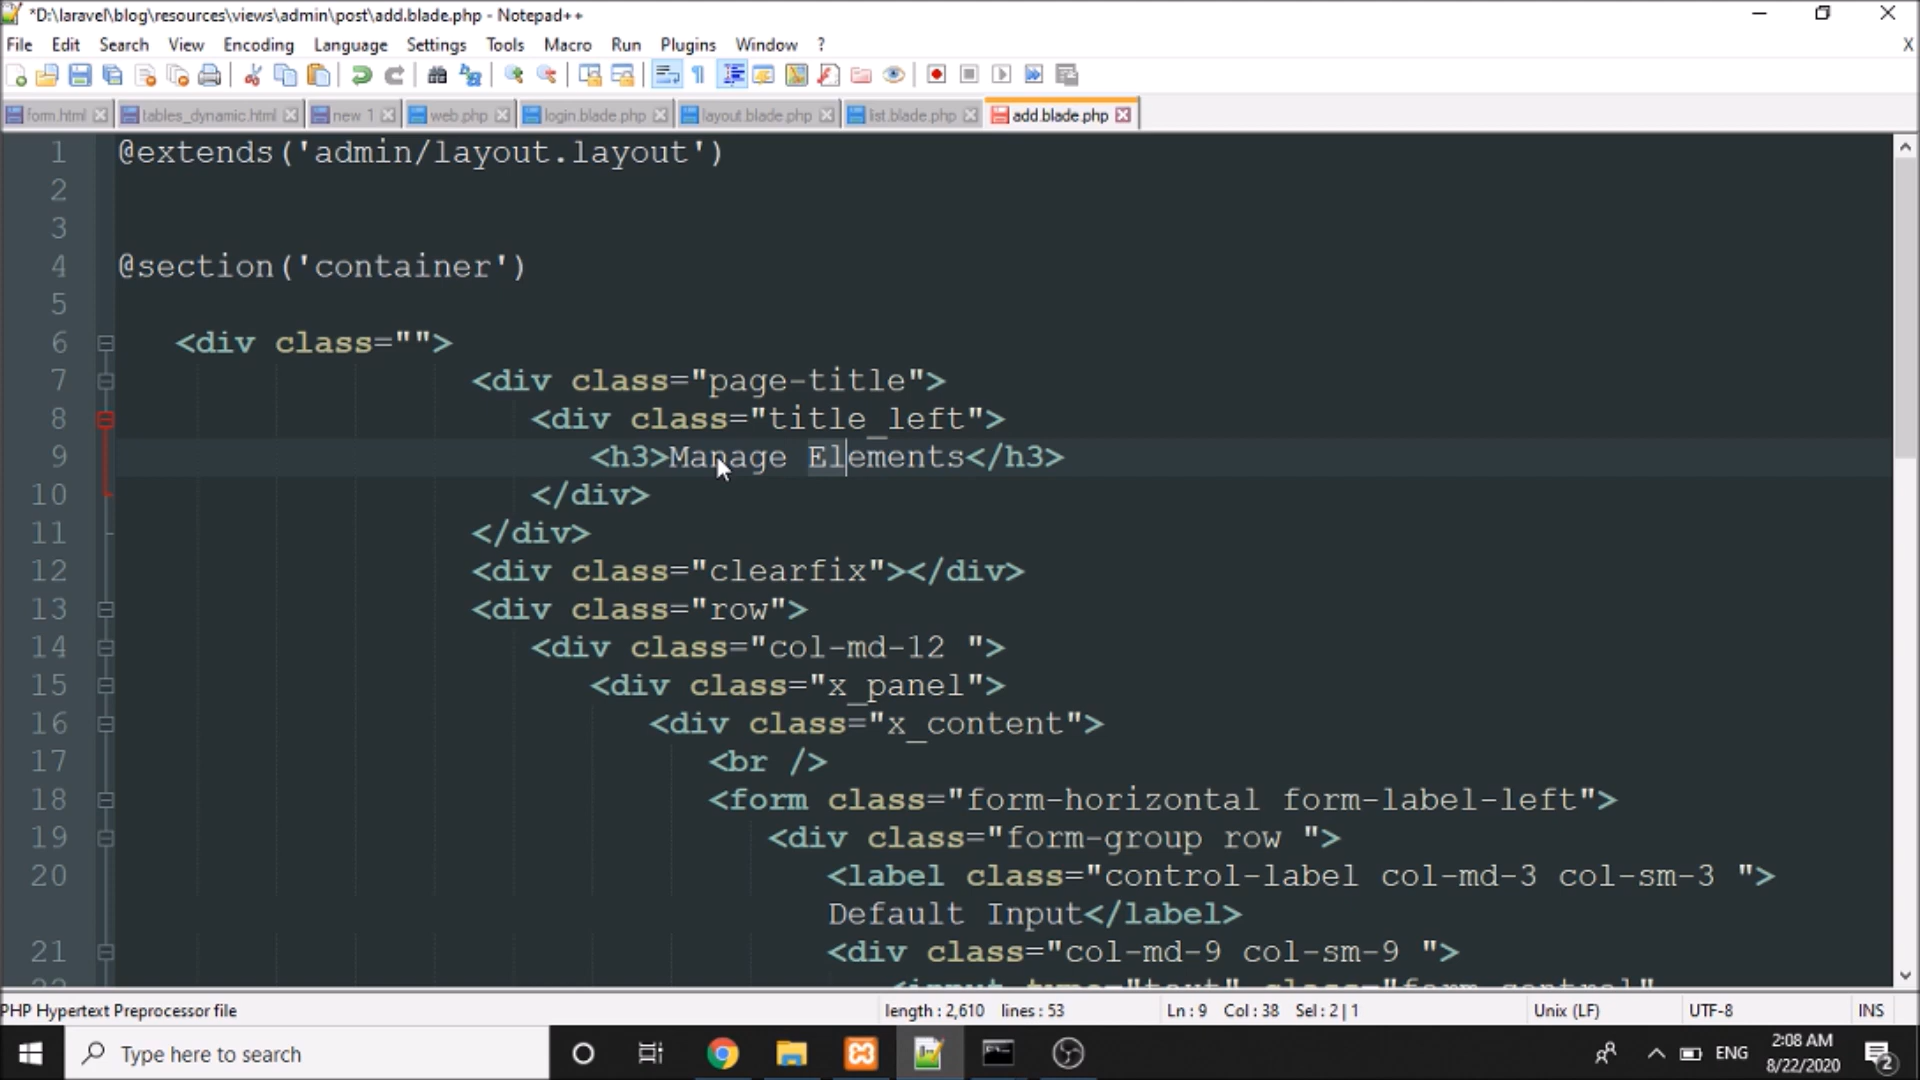 *D:\laravel\blog\resources\views\admin\post\add.blade.php - Notepad++
File Edit Search View Encoding Language Settings Tools Macro Run Plugins Window ? X
form.html tables_dynamic.html new 1 web.php login.blade.php layout.blade.php list.blade.php add.blade.php
1 @extends('admin/layout.layout')
2
3
4 @section('container')
5
6 <div class="">
7 <div class="page-title">
8 <div class="title_left">
9 <h3>Manage Elements</h3>
10 </div>
11 </div>
12 <div class="clearfix"></div>
13 <div class="row">
14 <div class="col-md-12 ">
15 <div class="x_panel">
16 <div class="x_content">
17 <br />
18 <form class="form-horizontal form-label-left">
19 <div class="form-group row ">
20 <label class="control-label col-md-3 col-sm-3 ">
Default Input</label>
21 <div class="col-md-9 col-sm-9 ">
22 <input type="text" class="form-control"
PHP Hypertext Preprocessor file length : 2,610 lines : 53 Ln : 9 Col : 38 Sel : 2 | 1 Unix (LF) UTF-8 INS
Type here to search
ENG
2:08 AM
8/22/2020
2